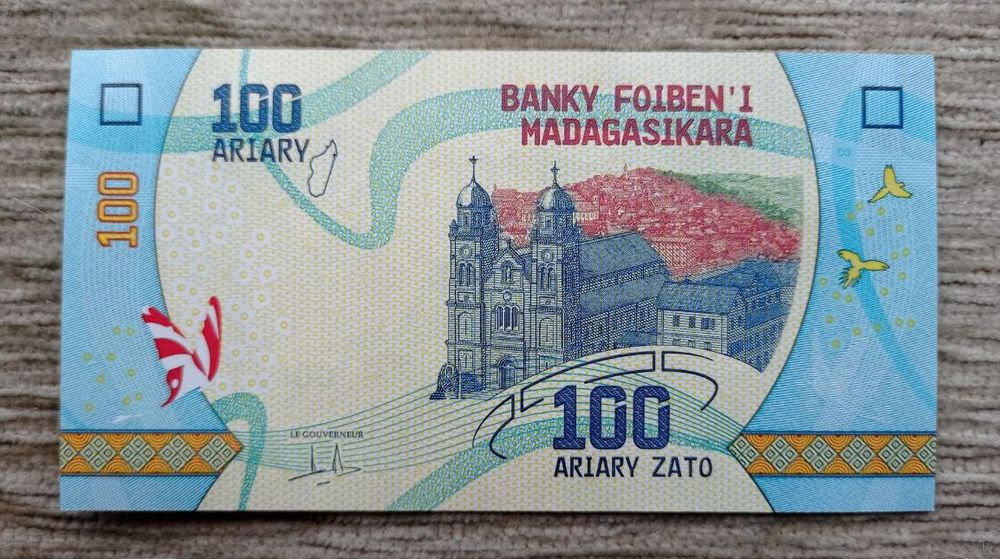 100
ARIARY
BANKY FOIBEN'I
MADAGASIKARA
100
LE GOUVERNEUR
100
ARIARY ZATO